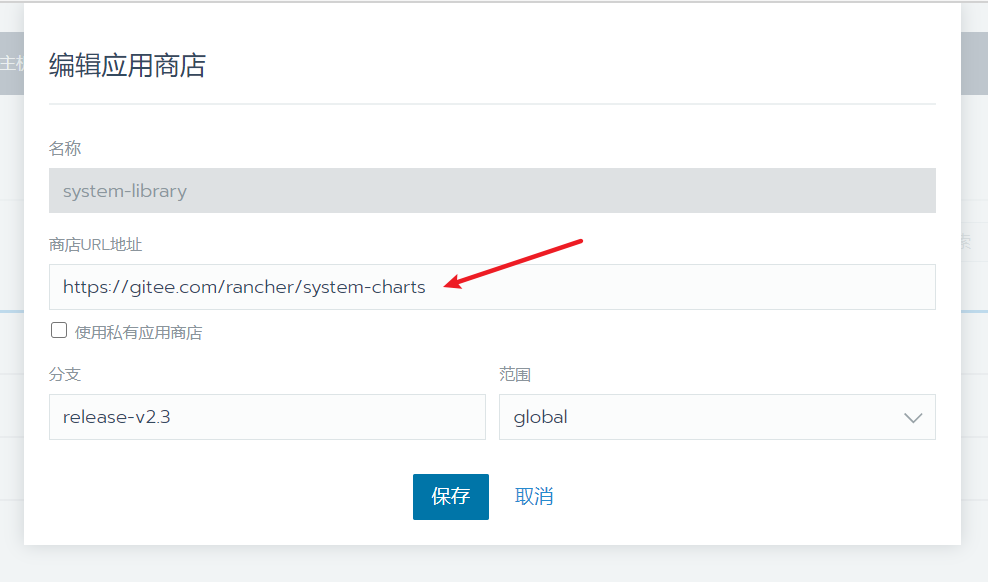 编辑应用商店
名称
system-library
商店URL地址
https://gitee.com/rancher/system-charts
使用私有应用商店
分支
范围
release-v2.3
global
保存
取消